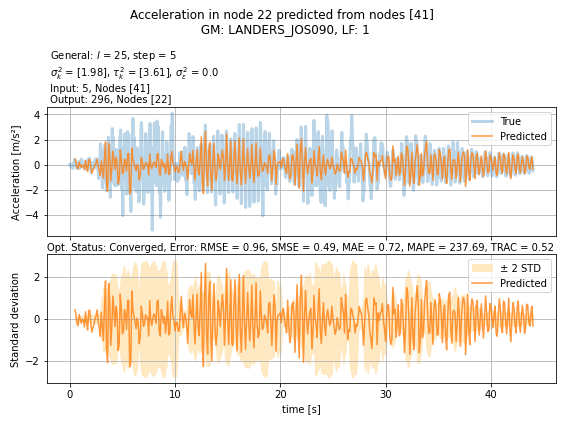 Acceleration in node 22 predicted from nodes [41]
GM: LANDERS_JOS090, LF: 1
General: l = 25, step = 5
σ²ₖ = [1.98], τ²ₖ = [3.61], σ²ₛ = 0.0
Input: 5, Nodes [41]
Output: 296, Nodes [22]
Acceleration [m/s²]
4
2
0
−2
−4
True
Predicted
Opt. Status: Converged, Error: RMSE = 0.96, SMSE = 0.49, MAE = 0.72, MAPE = 237.69, TRAC = 0.52
Standard deviation
2
0
−2
± 2 STD
Predicted
0 10 20 30 40
time [s]